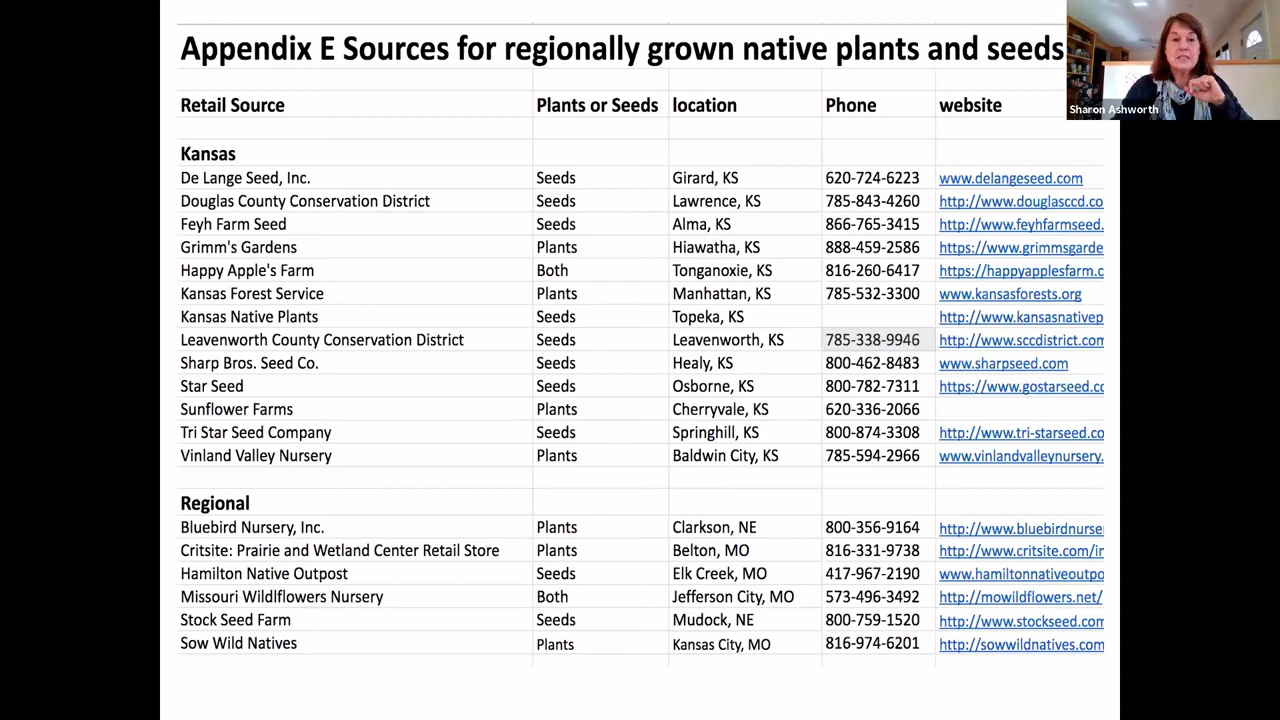 Appendix E Sources for regionally grown native plants and seeds
Sharon Ashworth
Retail Source Plants or Seeds location Phone website
Kansas
De Lange Seed, Inc. Seeds Girard, KS 620-724-6223 www.delangeseed.com
Douglas County Conservation District Seeds Lawrence, KS 785-843-4260 http://www.douglasccd.co
Feyh Farm Seed Seeds Alma, KS 866-765-3415 http://www.feyhfarmseed.
Grimm's Gardens Plants Hiawatha, KS 888-459-2586 https://www.grimmsgarde
Happy Apple's Farm Both Tonganoxie, KS 816-260-6417 https://happyapplesfarm.c
Kansas Forest Service Plants Manhattan, KS 785-532-3300 www.kansasforests.org
Kansas Native Plants Seeds Topeka, KS http://www.kansasnativep
Leavenworth County Conservation District Seeds Leavenworth, KS 785-338-9946 http://www.sccdistrict.com
Sharp Bros. Seed Co. Seeds Healy, KS 800-462-8483 www.sharpseed.com
Star Seed Seeds Osborne, KS 800-782-7311 https://www.gostarseed.co
Sunflower Farms Plants Cherryvale, KS 620-336-2066
Tri Star Seed Company Seeds Springhill, KS 800-874-3308 http://www.tri-starseed.co
Vinland Valley Nursery Plants Baldwin City, KS 785-594-2966 www.vinlandvalleynursery.
Regional
Bluebird Nursery, Inc. Plants Clarkson, NE 800-356-9164 http://www.bluebirdnurse
Critsite: Prairie and Wetland Center Retail Store Plants Belton, MO 816-331-9738 http://www.critsite.com/in
Hamilton Native Outpost Seeds Elk Creek, MO 417-967-2190 www.hamiltonnativeoutpo
Missouri Wildlflowers Nursery Both Jefferson City, MO 573-496-3492 http://mowildflowers.net/
Stock Seed Farm Seeds Mudock, NE 800-759-1520 http://www.stockseed.com
Sow Wild Natives Plants Kansas City, MO 816-974-6201 http://sowwildnatives.com